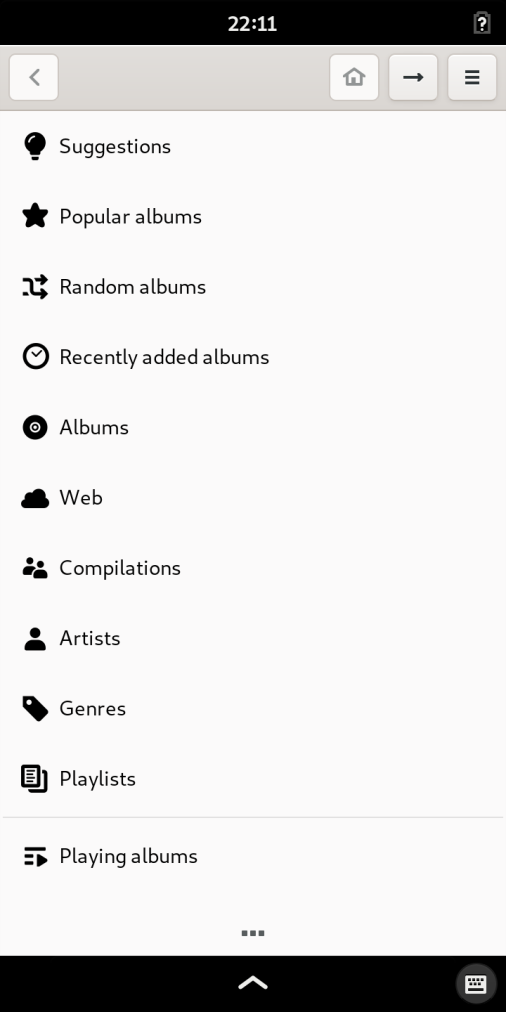 22:11
Suggestions
Popular albums
Random albums
Recently added albums
Albums
Web
Compilations
Artists
Genres
Playlists
Playing albums